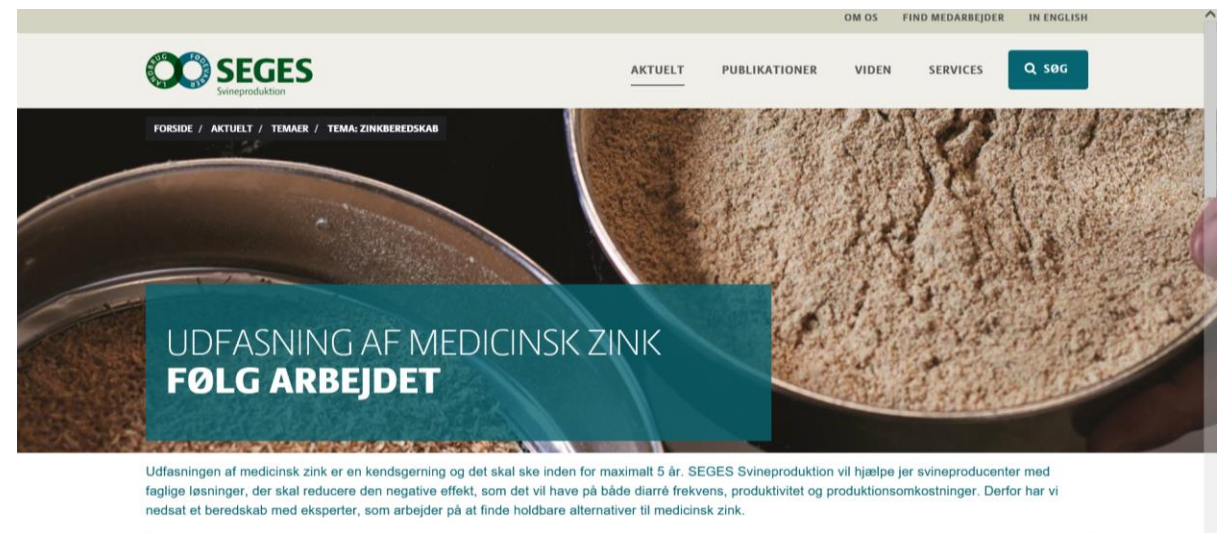 OM OS FIND MEDARBEJDER IN ENGLISH
LANDBRUG FØDEVARER
SEGES
Svineproduktion
AKTUELT PUBLIKATIONER VIDEN SERVICES SØG
FORSIDE / AKTUELT / TEMAER / TEMA: ZINKBEREDSKAB
UDFASNING AF MEDICINSK ZINK
FØLG ARBEJDET
Udfasningen af medicinsk zink er en kendsgerning og det skal ske inden for maximalt 5 år. SEGES Svineproduktion vil hjælpe jer svineproducenter med
faglige løsninger, der skal reducere den negative effekt, som det vil have på både diarré frekvens, produktivitet og produktionsomkostninger. Derfor har vi
nedsat et beredskab med eksperter, som arbejder på at finde holdbare alternativer til medicinsk zink.